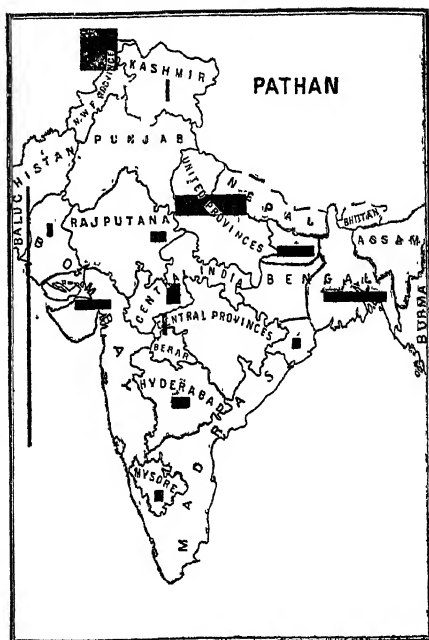 KASHMIR
PATHAN
N.W.F. PROVINCE
PUNJAB
BALUCHISTAN
UNITED PROVINCES
NEPAL
BHUTAN
RAJPUTANA
ASSAM
BOMBAY
CENTRAL INDIA
BENGAL
BURMA
CENTRAL PROVINCES
BERAR
HYDERABAD
MADRAS
MYSORE